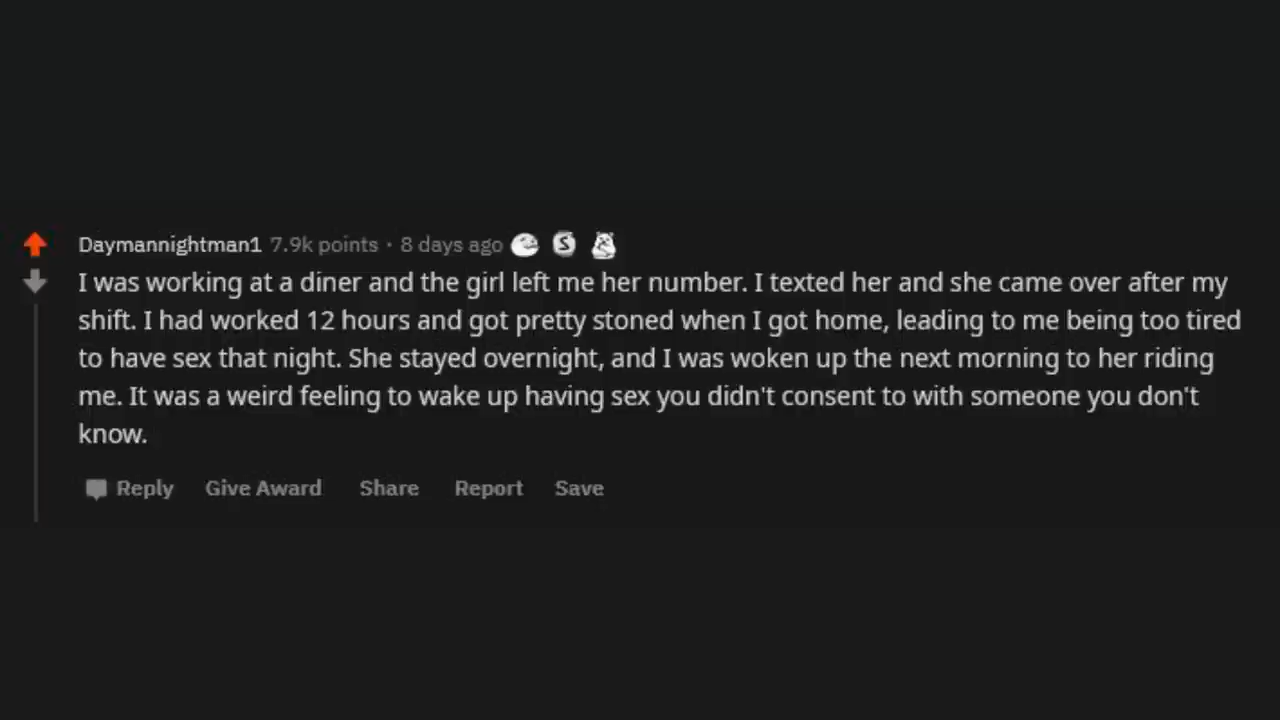 Daymannightman1 7.9k points · 8 days ago
I was working at a diner and the girl left me her number. I texted her and she came over after my
shift. I had worked 12 hours and got pretty stoned when I got home, leading to me being too tired
to have sex that night. She stayed overnight, and I was woken up the next morning to her riding
me. It was a weird feeling to wake up having sex you didn't consent to with someone you don't
know.
Reply Give Award Share Report Save